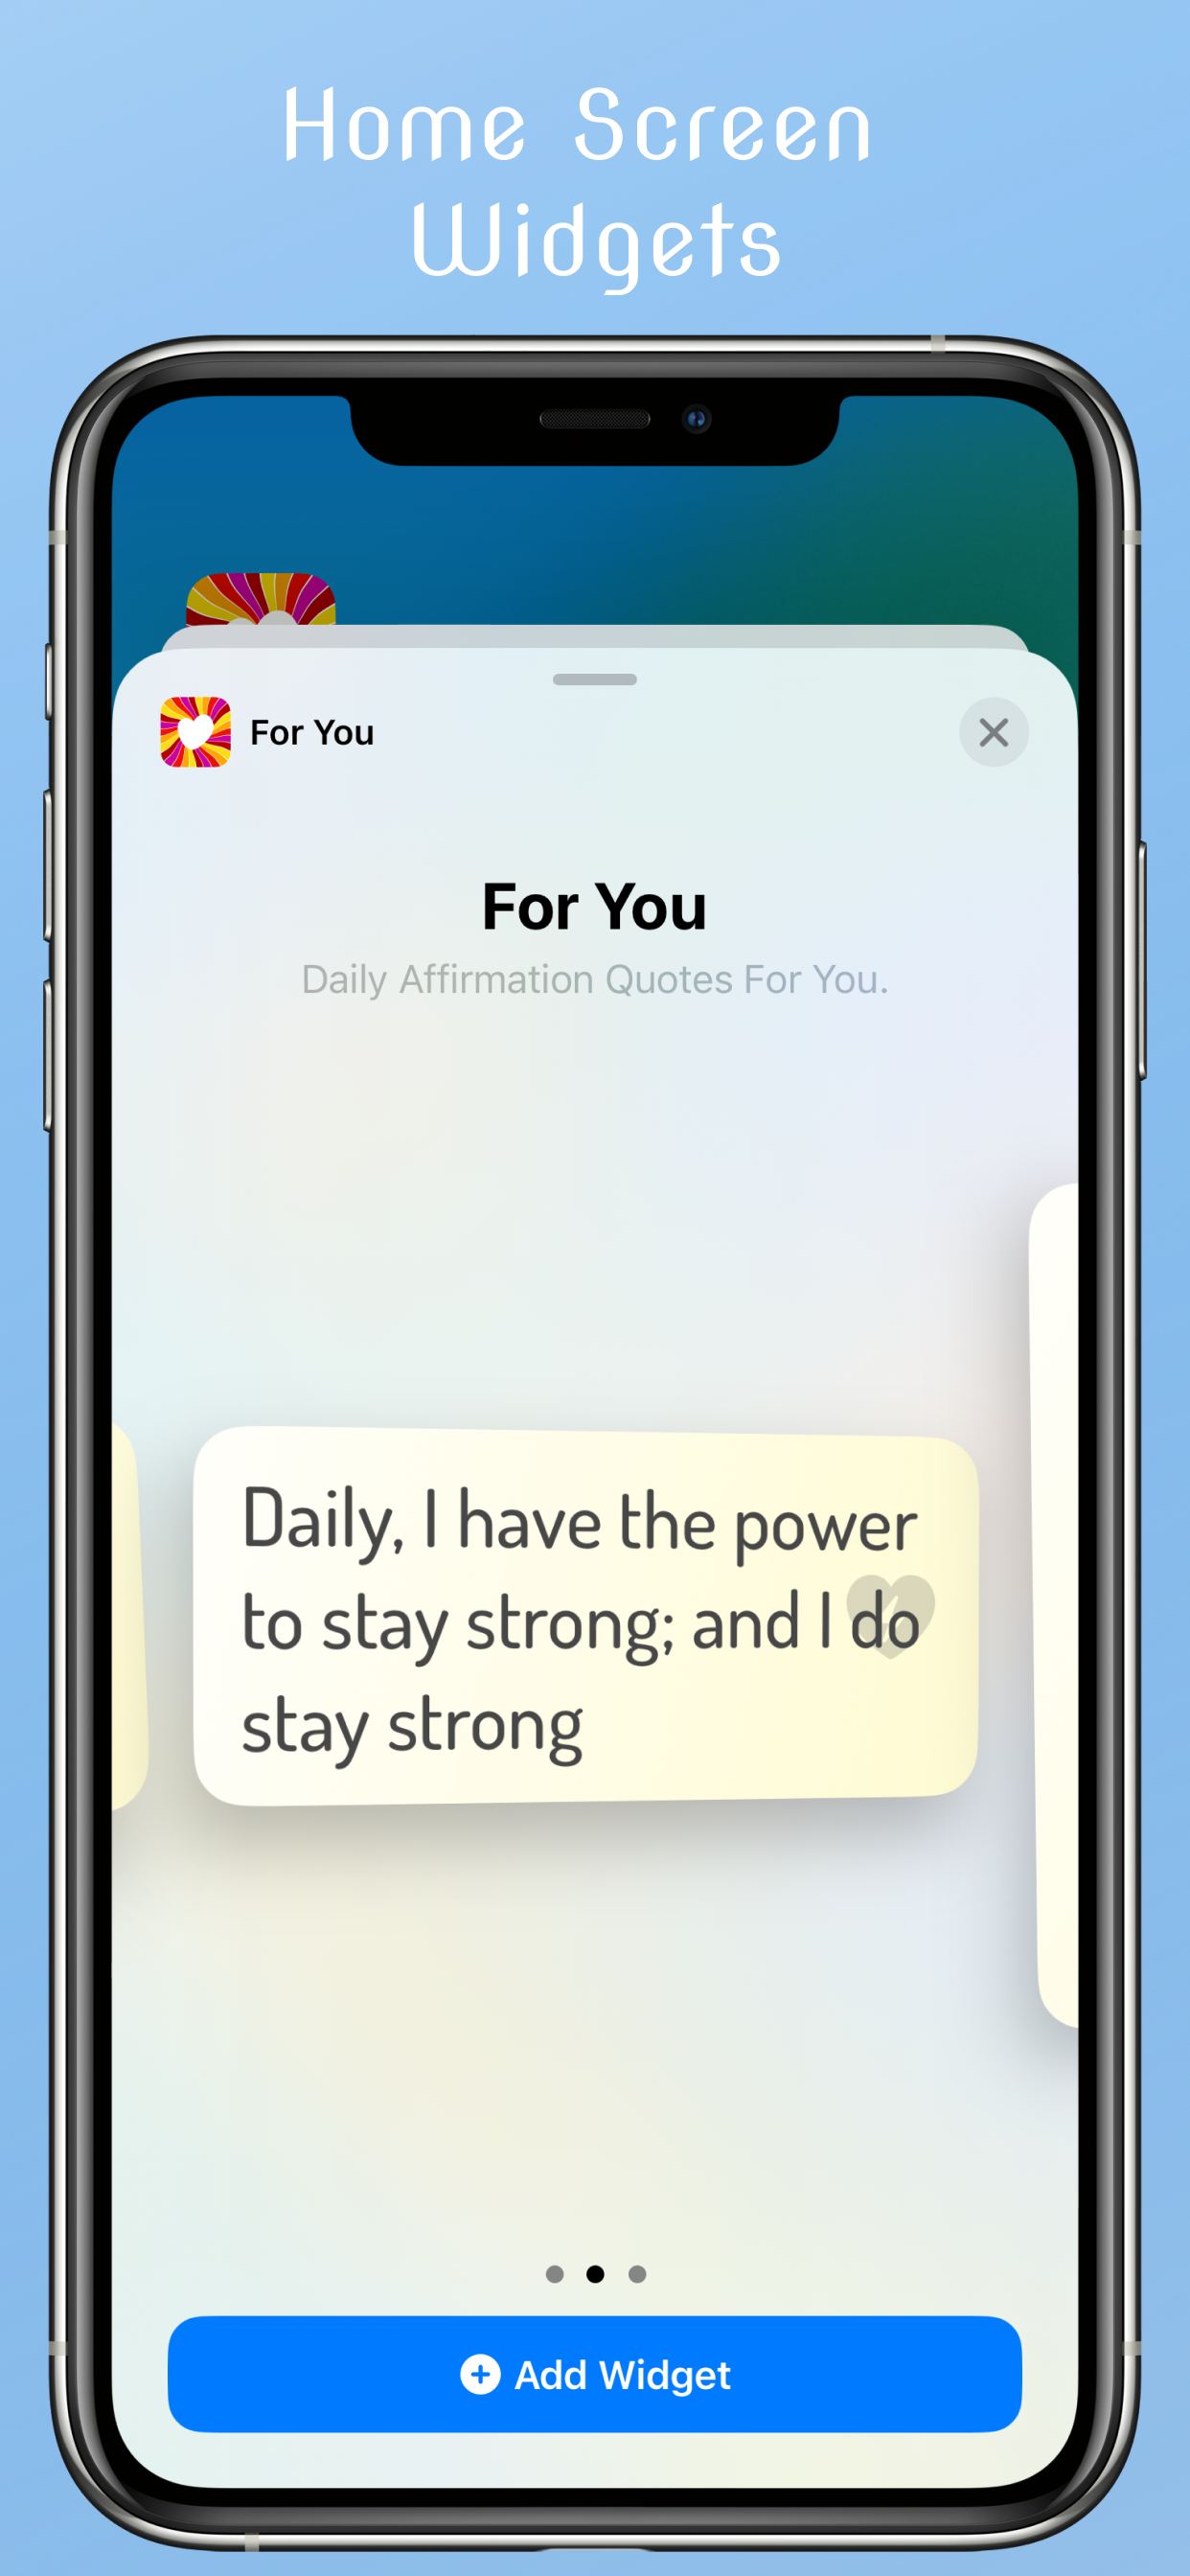 Home Screen
Widgets
For You
For You
Daily Affirmation Quotes For You.
Daily, I have the power
to stay strong; and I do
stay strong
Add Widget